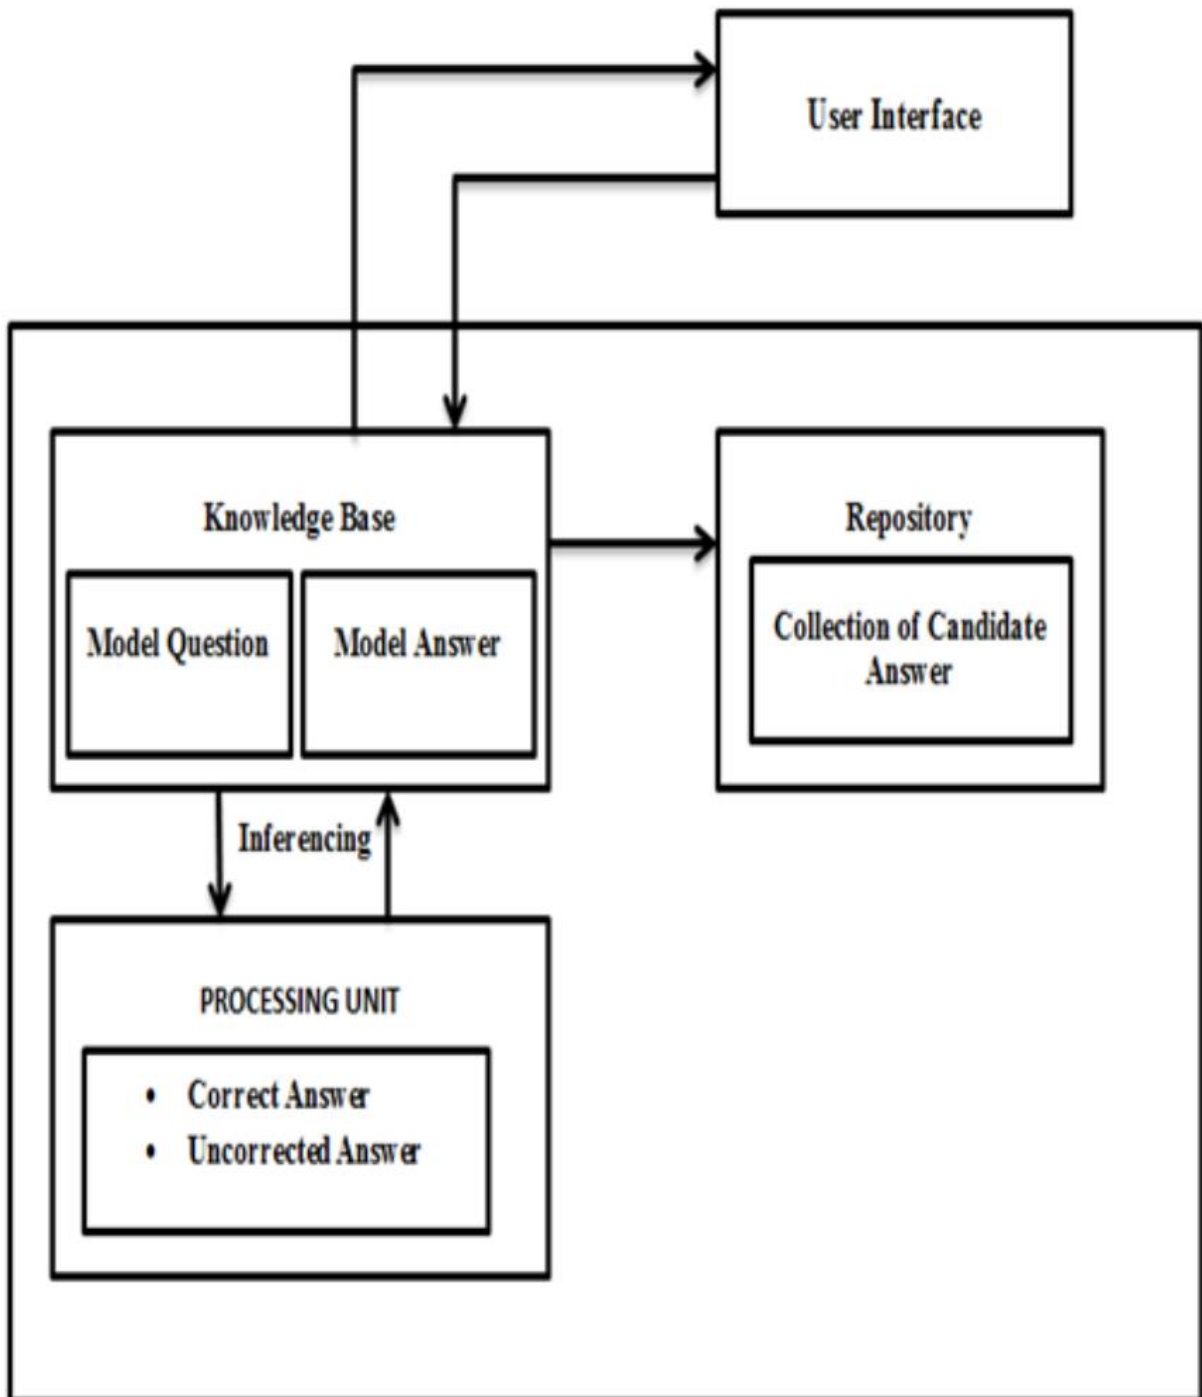 User Interface
Knowledge Base
Model Question
Model Answer
Repository
Collection of Candidate
Answer
Inferencing
PROCESSING UNIT
• Correct Answer
• Uncorrected Answer